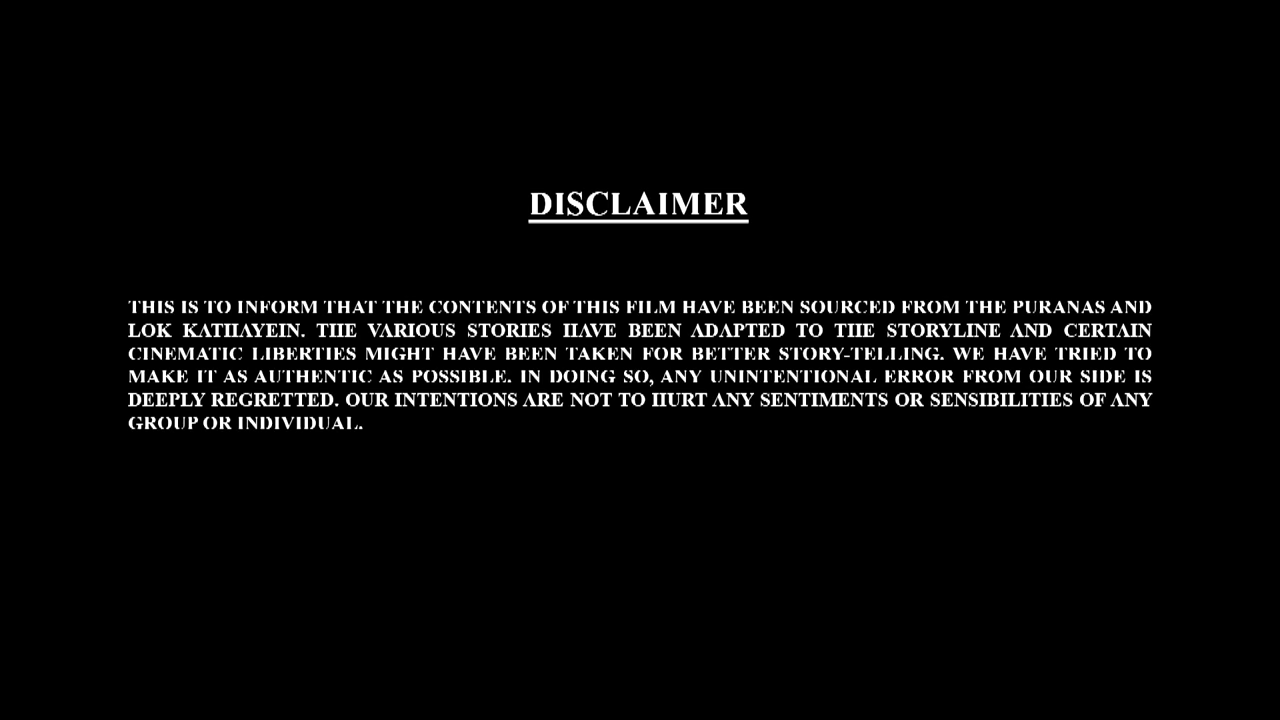 DISCLAIMER
THIS IS TO INFORM THAT THE CONTENTS OF THIS FILM HAVE BEEN SOURCED FROM THE PURANAS AND
LOK KATHAYEIN. THE VARIOUS STORIES HAVE BEEN ADAPTED TO THE STORYLINE AND CERTAIN
CINEMATIC LIBERTIES MIGHT HAVE BEEN TAKEN FOR BETTER STORY-TELLING. WE HAVE TRIED TO
MAKE IT AS AUTHENTIC AS POSSIBLE. IN DOING SO, ANY UNINTENTIONAL ERROR FROM OUR SIDE IS
DEEPLY REGRETTED. OUR INTENTIONS ARE NOT TO HURT ANY SENTIMENTS OR SENSIBILITIES OF ANY
GROUP OR INDIVIDUAL.